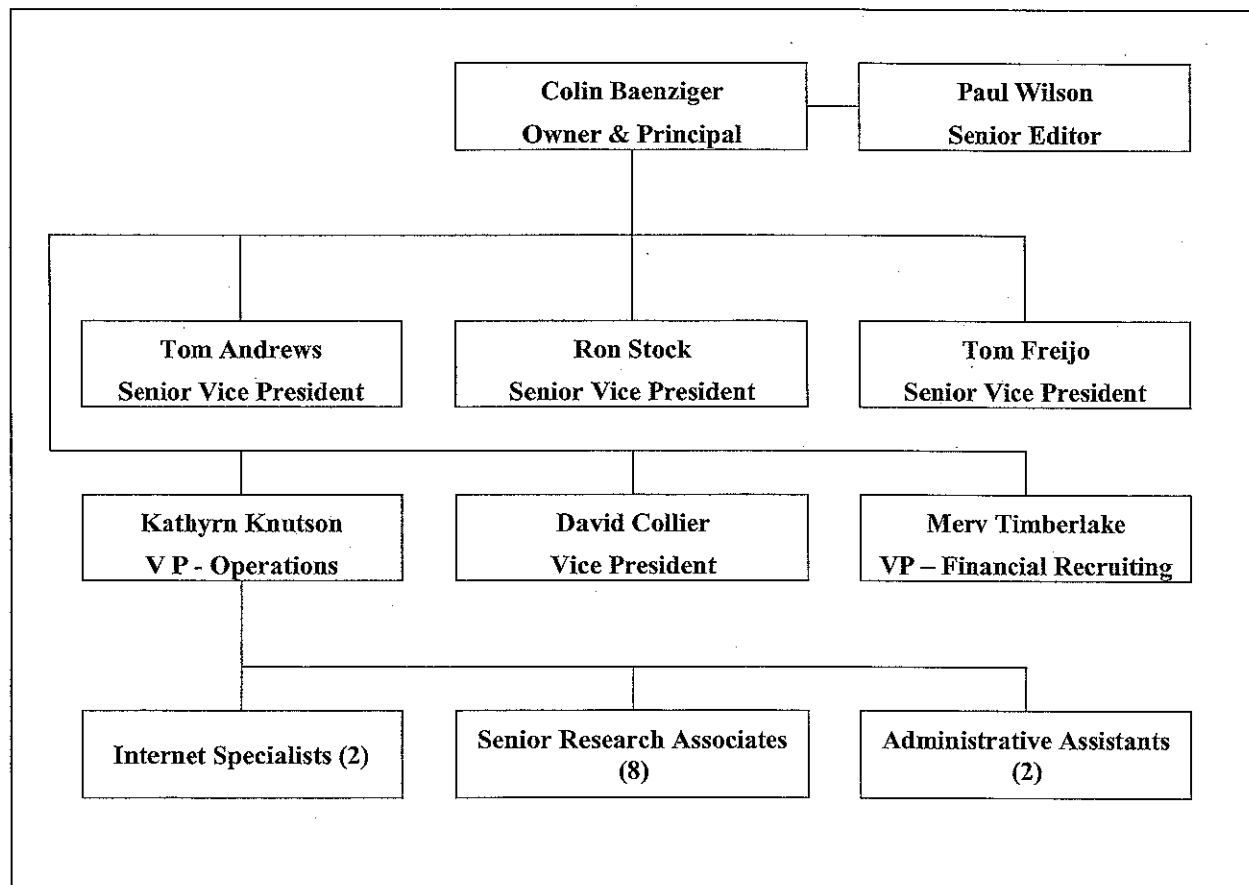 Colin Baenziger
Owner & Principal
Paul Wilson
Senior Editor
Tom Andrews
Senior Vice President
Ron Stock
Senior Vice President
Tom Freijo
Senior Vice President
Kathyrn Knutson
V P - Operations
David Collier
Vice President
Merv Timberlake
VP – Financial Recruiting
Internet Specialists (2)
Senior Research Associates
(8)
Administrative Assistants
(2)